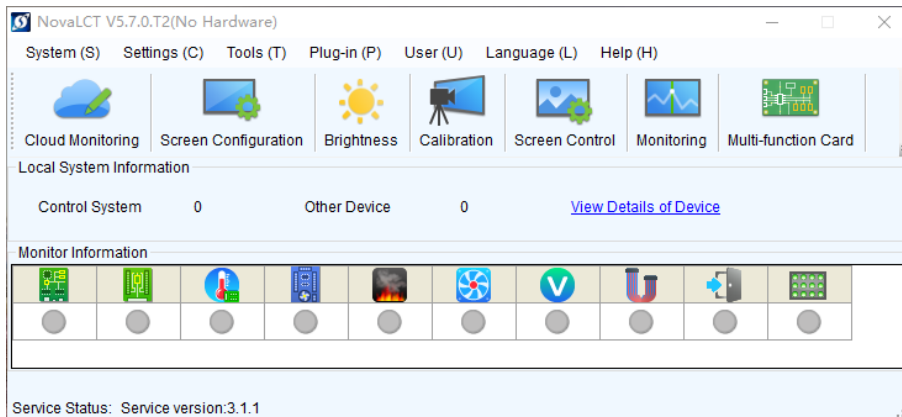 NovaLCT V5.7.0.T2(No Hardware)
System (S) Settings (C) Tools (T) Plug-in (P) User (U) Language (L) Help (H)
Cloud Monitoring Screen Configuration Brightness Calibration Screen Control Monitoring Multi-function Card
Local System Information
Control System 0 Other Device 0 View Details of Device
Monitor Information
Service Status: Service version:3.1.1